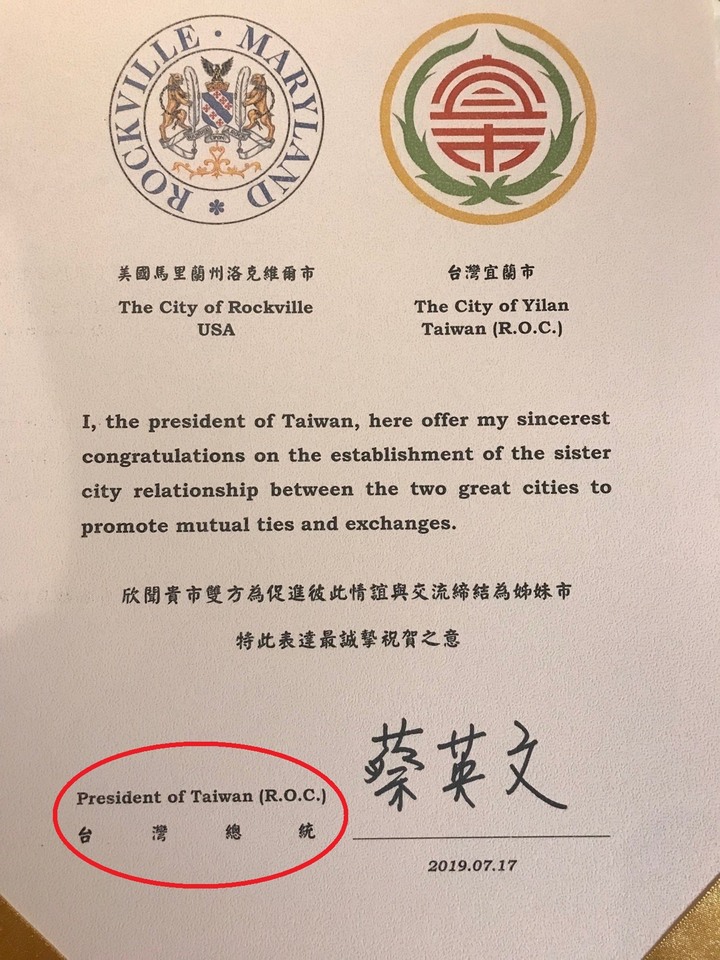 ROCKVILLE · MARYLAND
美國馬里蘭州洛克維爾市
The City of Rockville
USA
台灣宜蘭市
The City of Yilan
Taiwan (R.O.C.)
I, the president of Taiwan, here offer my sincerest
congratulations on the establishment of the sister
city relationship between the two great cities to
promote mutual ties and exchanges.
欣聞貴市雙方為促進彼此情誼與交流締結為姊妹市
特此表達最誠摯祝賀之意
President of Taiwan (R.O.C.)
台灣總統
蔡英文
2019.07.17